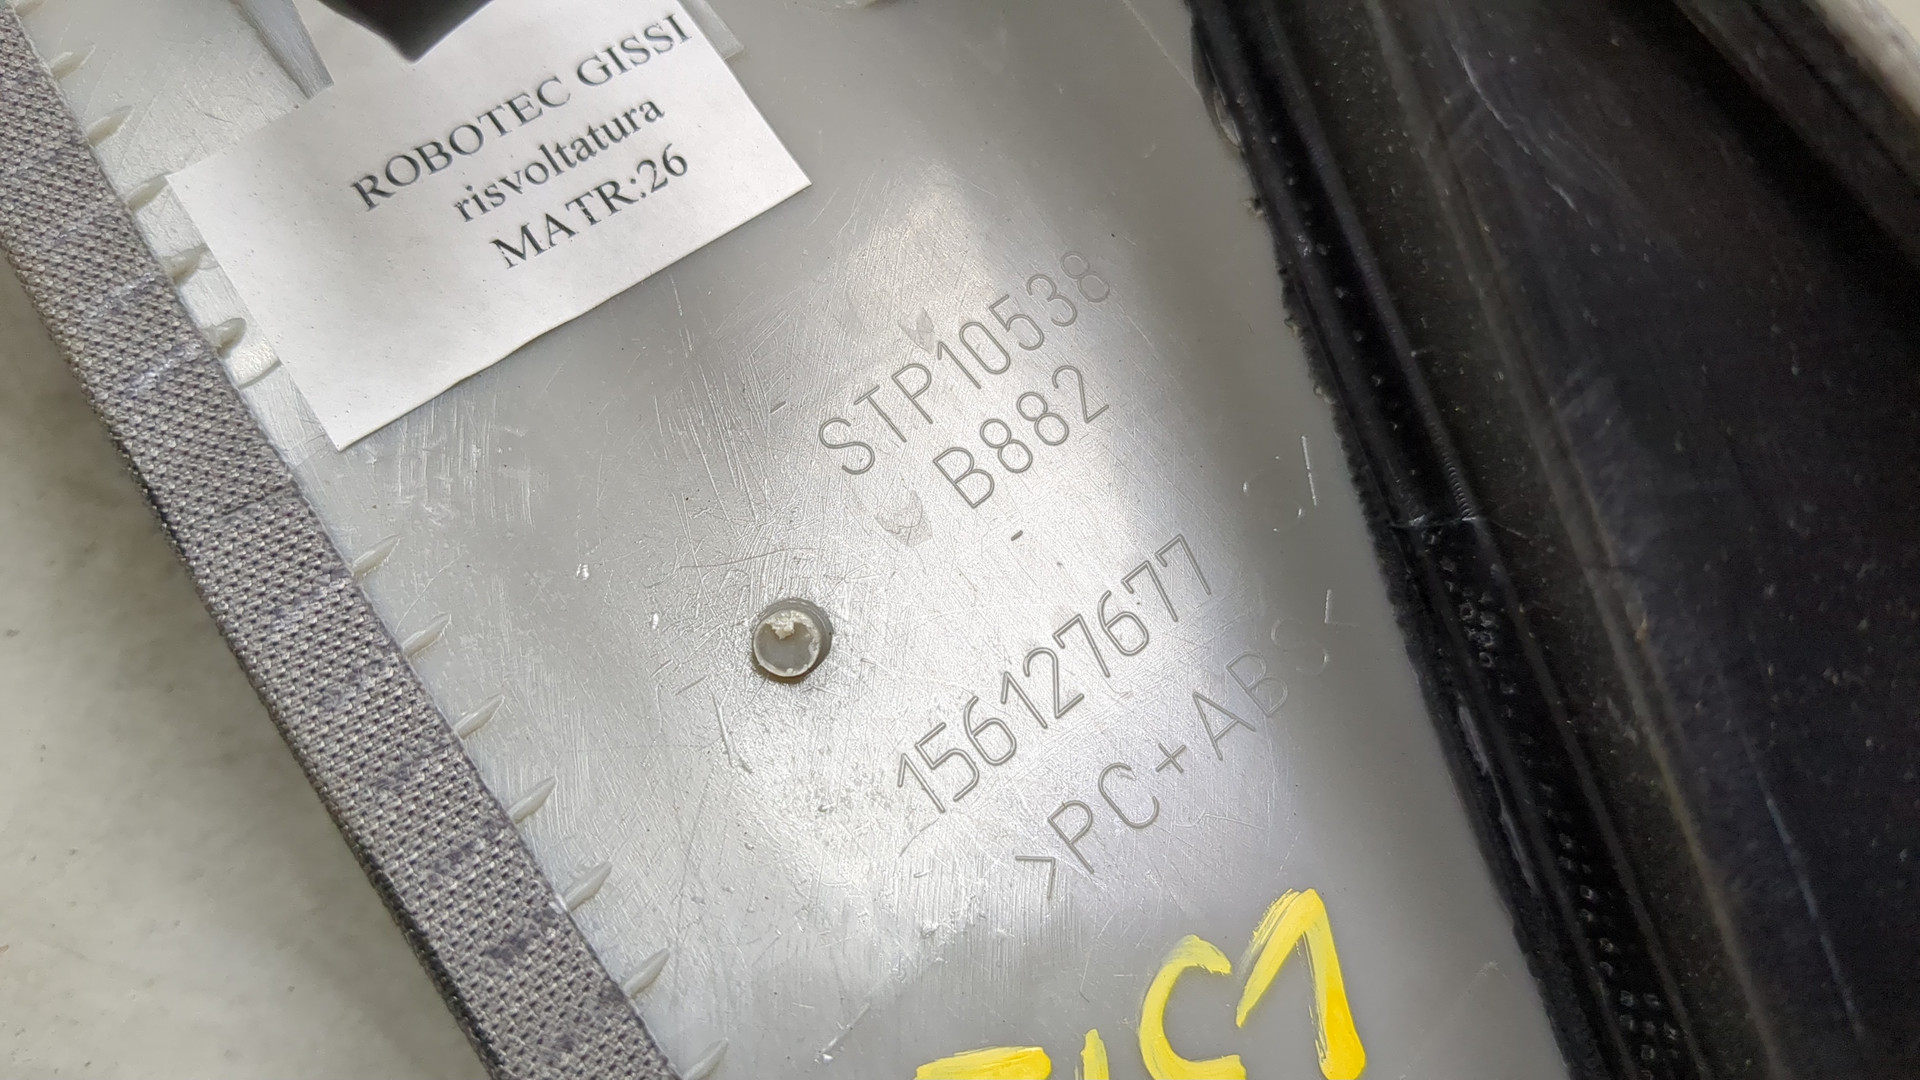 ROBOTEC GISSI
risvoltatura
MATR:26
STP10538
B882
156127677
>PC+ABS<